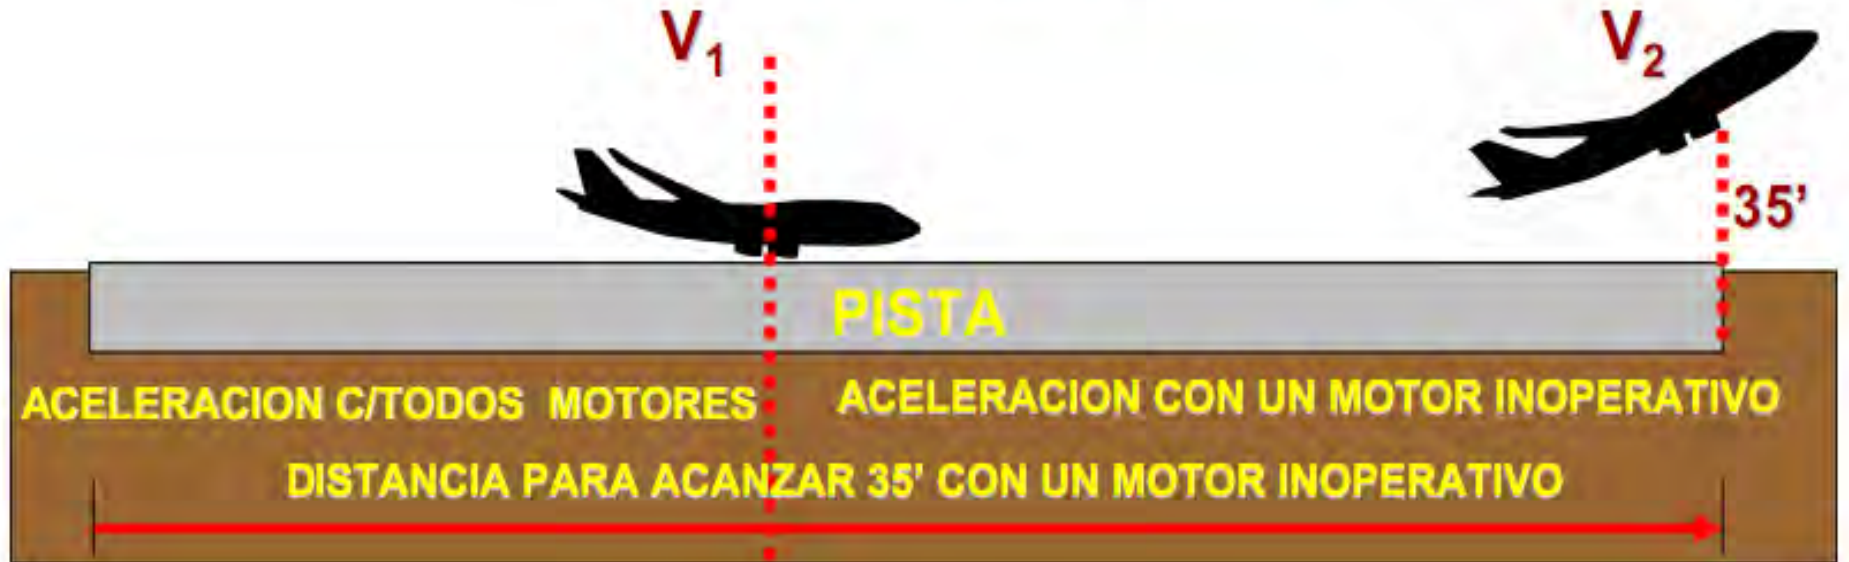 V₁
V₂
35’
PISTA
ACELERACION C/TODOS MOTORES
ACELERACION CON UN MOTOR INOPERATIVO
DISTANCIA PARA ACANZAR 35' CON UN MOTOR INOPERATIVO